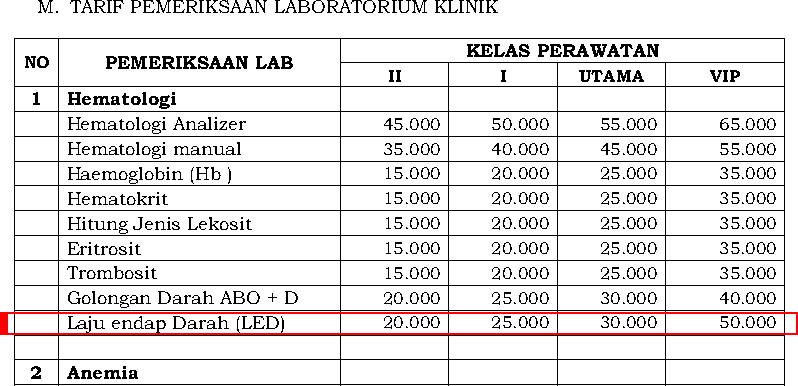 M. TARIF PEMERIKSAAN LABORATORIUM KLINIK
NO PEMERIKSAAN LAB KELAS PERAWATAN
II I UTAMA VIP
1 Hematologi
Hematologi Analizer 45.000 50.000 55.000 65.000
Hematologi manual 35.000 40.000 45.000 55.000
Haemoglobin (Hb ) 15.000 20.000 25.000 35.000
Hematokrit 15.000 20.000 25.000 35.000
Hitung Jenis Lekosit 15.000 20.000 25.000 35.000
Eritrosit 15.000 20.000 25.000 35.000
Trombosit 15.000 20.000 25.000 35.000
Golongan Darah ABO + D 20.000 25.000 30.000 40.000
Laju endap Darah (LED) 20.000 25.000 30.000 50.000
2 Anemia